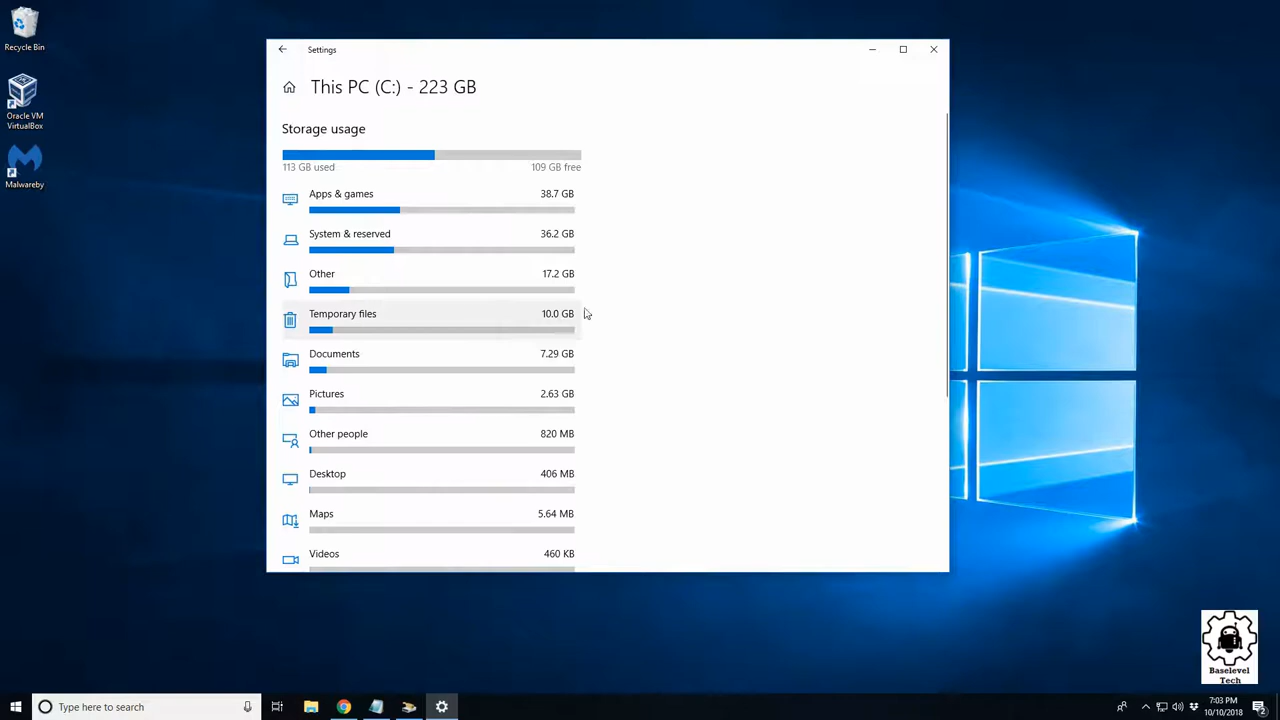 Recycle Bin
Oracle VM
VirtualBox
Malwareby
Settings
This PC (C:) - 223 GB
Storage usage
113 GB used
109 GB free
Apps & games
38.7 GB
System & reserved
36.2 GB
Other
17.2 GB
Temporary files
10.0 GB
Documents
7.29 GB
Pictures
2.63 GB
Other people
820 MB
Desktop
406 MB
Maps
5.64 MB
Videos
460 KB
Baselevel
Tech
Type here to search
7:03 PM
10/10/2018
2